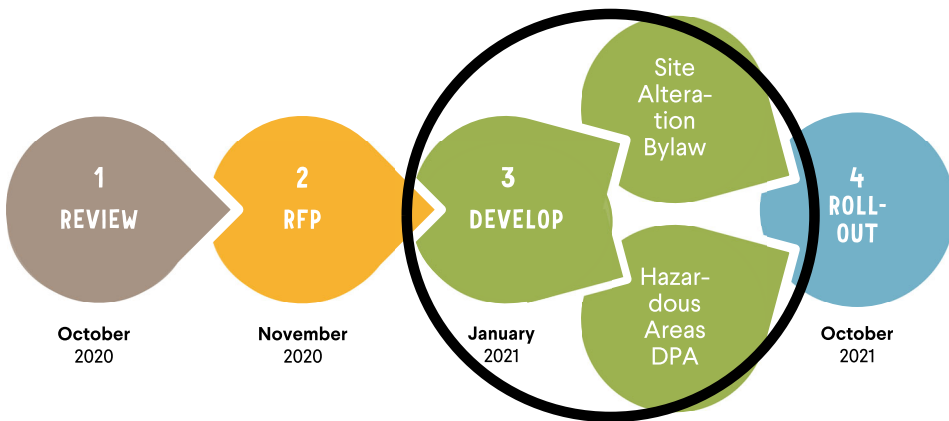 1
REVIEW
October
2020
2
RFP
November
2020
3
DEVELOP
January
2021
Site
Altera-
tion
Bylaw
Hazar-
dous
Areas
DPA
4
ROLL-
OUT
October
2021